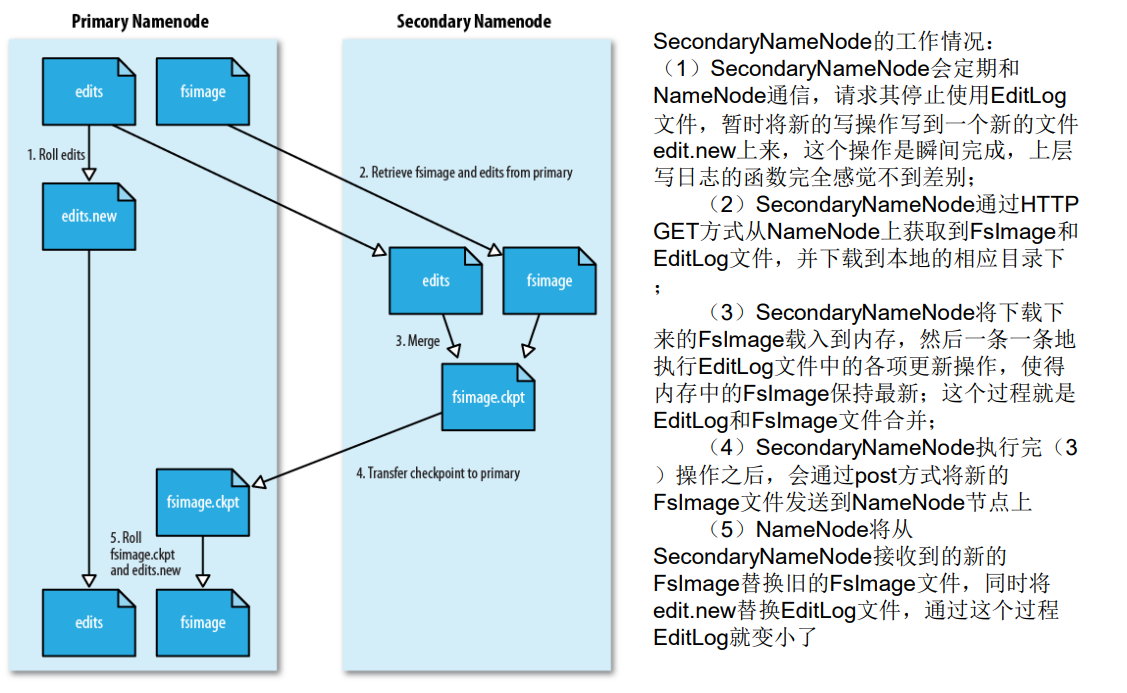 Primary Namenode
Secondary Namenode
edits
fsimage
1. Roll edits
2. Retrieve fsimage and edits from primary
edits.new
edits
fsimage
3. Merge
fsimage.ckpt
4. Transfer checkpoint to primary
fsimage.ckpt
5. Roll
fsimage.ckpt
and edits.new
edits
fsimage
SecondaryNameNode的工作情况：
（1）SecondaryNameNode会定期和
NameNode通信，请求其停止使用EditLog
文件，暂时将新的写操作写到一个新的文件
edit.new上来，这个操作是瞬间完成，上层
写日志的函数完全感觉不到差别；
（2）SecondaryNameNode通过HTTP
GET方式从NameNode上获取到FsImage和
EditLog文件，并下载到本地的相应目录下
；
（3）SecondaryNameNode将下载下
来的FsImage载入到内存，然后一条一条地
执行EditLog文件中的各项更新操作，使得
内存中的FsImage保持最新；这个过程就是
EditLog和FsImage文件合并；
（4）SecondaryNameNode执行完（3
）操作之后，会通过post方式将新的
FsImage文件发送到NameNode节点上
（5）NameNode将从
SecondaryNameNode接收到的新的
FsImage替换旧的FsImage文件，同时将
edit.new替换EditLog文件，通过这个过程
EditLog就变小了